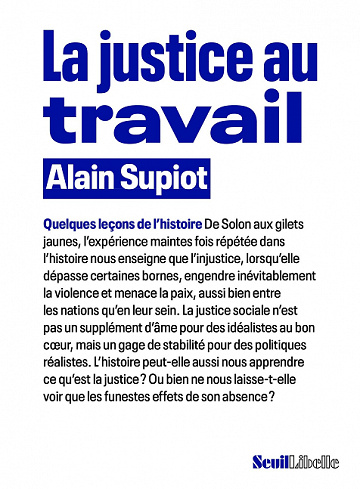 La justice au
travail
Alain Supiot
Quelques leçons de l'histoire De Solon aux gilets
jaunes, l'expérience maintes fois répétée dans
l'histoire nous enseigne que l'injustice, lorsqu'elle
dépasse certaines bornes, engendre inévitablement
la violence et menace la paix, aussi bien entre
les nations qu'en leur sein. La justice sociale n'est
pas un supplément d'âme pour des idéalistes au bon
cœur, mais un gage de stabilité pour des politiques
réalistes. L'histoire peut-elle aussi nous apprendre
ce qu'est la justice ? Ou bien ne nous laisse-t-elle
voir que les funestes effets de son absence ?
Seuil Libelle